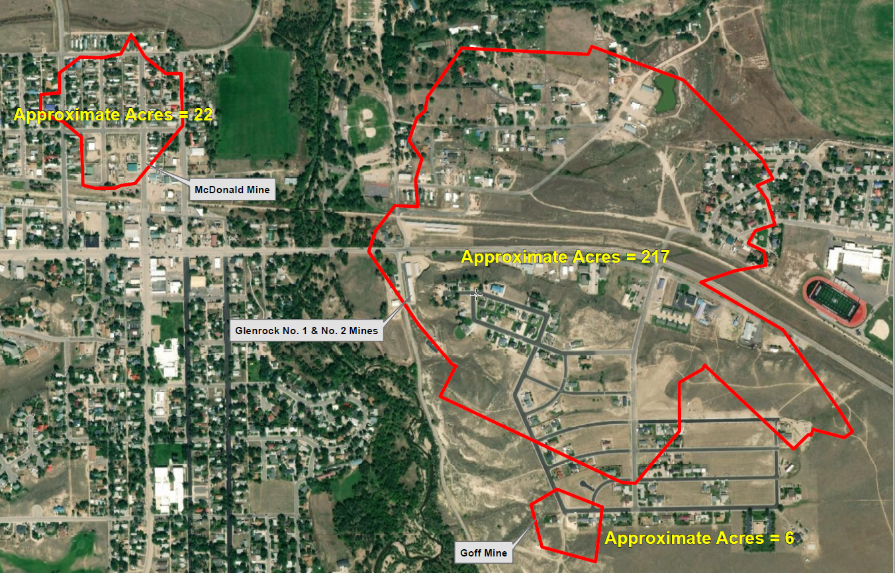 Approximate Acres = 22
McDonald Mine
Approximate Acres = 217
Glenrock No. 1 & No. 2 Mines
Approximate Acres = 6
Goff Mine